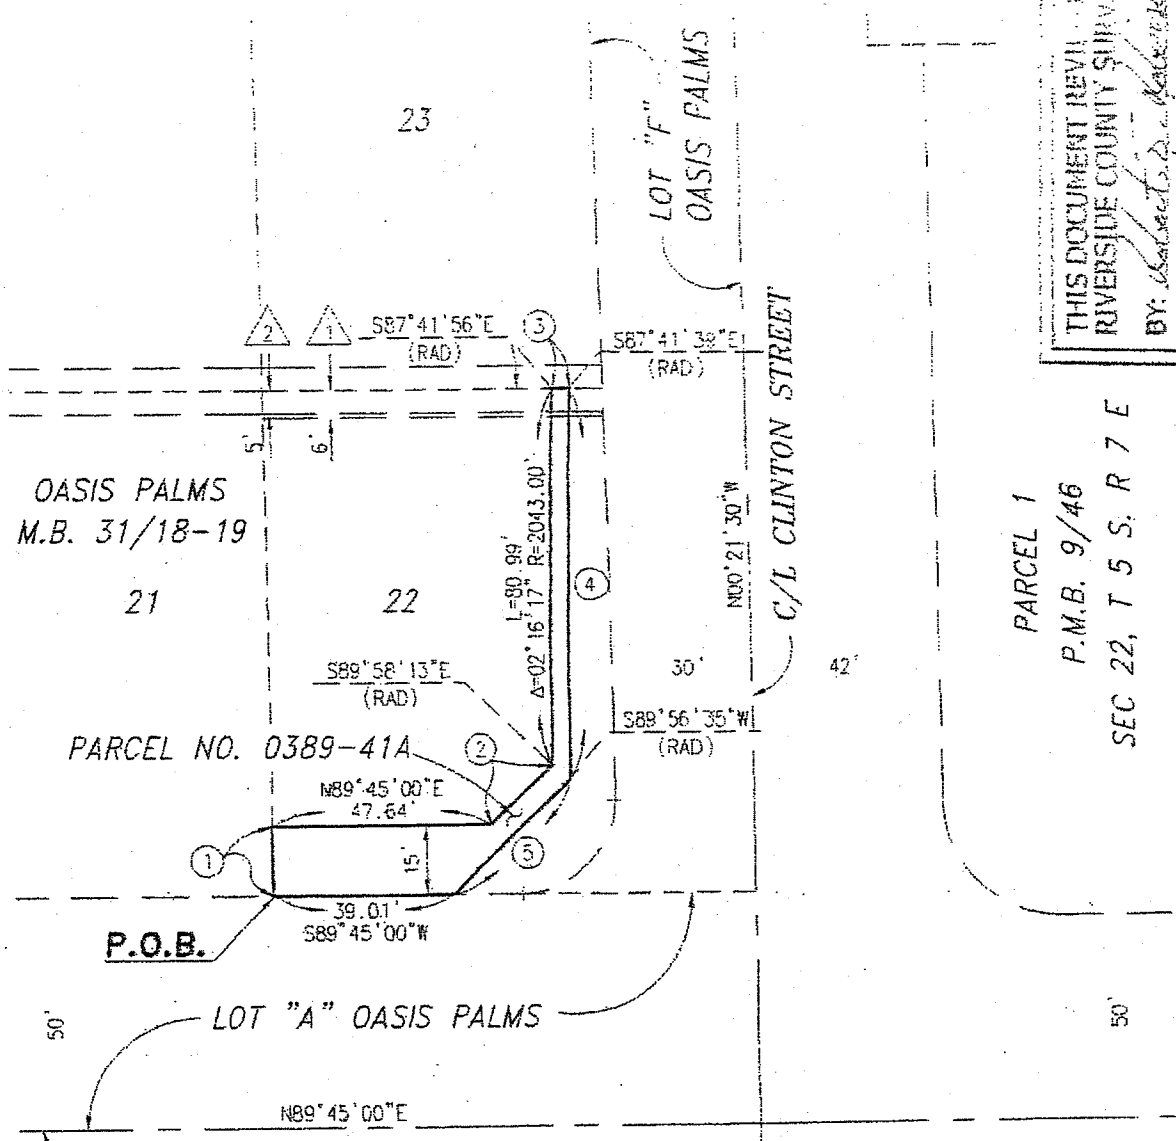 23
LOT "F"
OASIS PALMS
THIS DOCUMENT
RIVERSIDE COUNTY
BY:
2
1
S87°41'56"E
(RAD)
3
S87°41'39"E
(RAD)
5'
6'
OASIS PALMS
M.B. 31/18-19
21
22
L=80.99'
Δ=02°16'17" R=2043.00'
4
N00°21'30"W
C/L CLINTON STREET
PARCEL 1
P.M.B. 9/46
SEC 22, T 5 S. R 7 E
S89°58'13"E
(RAD)
30'
42'
S89°56'35"W
(RAD)
PARCEL NO. 0389-41A
2
N89°45'00"E
47.64'
1
15'
5
39.01'
S89°45'00"W
P.O.B.
50'
LOT "A" OASIS PALMS
50'
N89°45'00"E